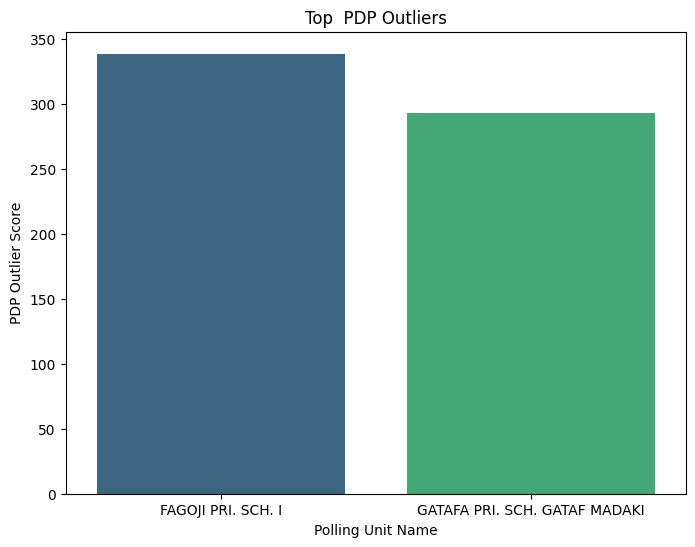 Top  PDP Outliers
PDP Outlier Score
350
300
250
200
150
100
50
0
FAGOJI PRI. SCH. I
GATAFA PRI. SCH. GATAF MADAKI
Polling Unit Name